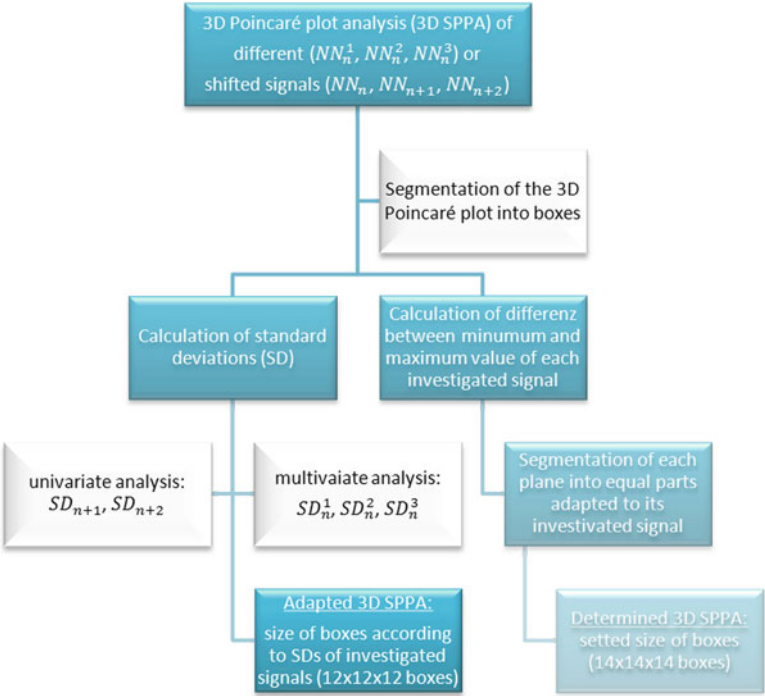 3D Poincaré plot analysis (3D SPPA) of
different (NN_n^1, NN_n^2, NN_n^3) or
shifted signals (NN_n, NN_{n+1}, NN_{n+2})
Segmentation of the 3D
Poincaré plot into boxes
Calculation of standard
deviations (SD)
Calculation of differenz
between minumum and
maximum value of each
investigated signal
univariate analysis:
SD_{n+1}, SD_{n+2}
multivaiate analysis:
SD_n^1, SD_n^2, SD_n^3
Segmentation of each
plane into equal parts
adapted to its
investivated signal
Adapted 3D SPPA:
size of boxes according
to SDs of investigated
signals (12x12x12 boxes)
Determined 3D SPPA:
setted size of boxes
(14x14x14 boxes)